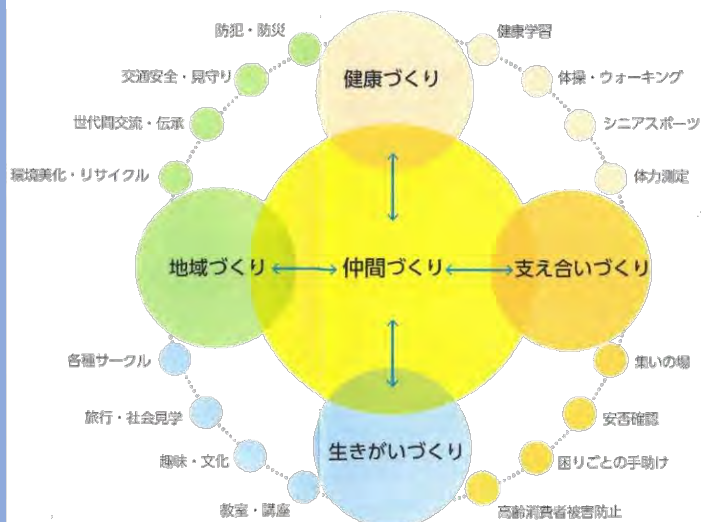 防犯・防災
健康学習
交通安全・見守り
健康づくり
体操・ウォーキング
世代間交流・伝承
シニアスポーツ
環境美化・リサイクル
体力測定
地域づくり
仲間づくり
支え合いづくり
各種サークル
集いの場
旅行・社会見学
安否確認
趣味・文化
生きがいづくり
困りごとの手助け
教室・講座
高齢消費者被害防止